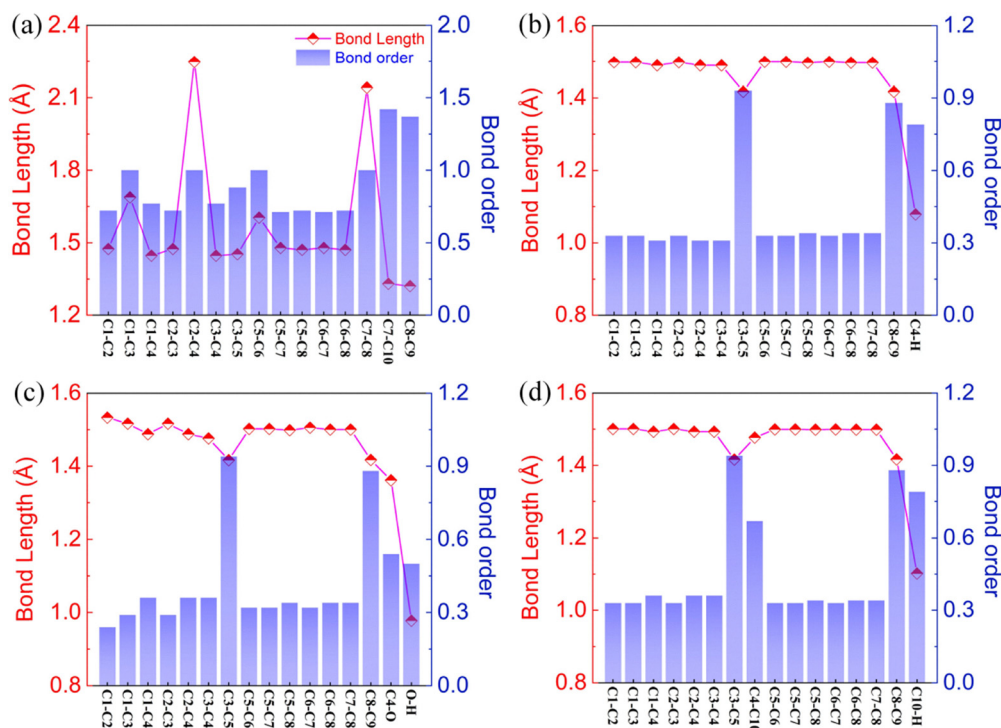 (a)
2.4
2.1
1.8
1.5
1.2
Bond Length (Å)
Bond Length
Bond order
2.0
1.5
1.0
0.5
0.0
Bond order
C1-C2
C1-C3
C1-C4
C2-C3
C2-C4
C3-C4
C3-C5
C5-C6
C5-C7
C5-C8
C6-C7
C6-C8
C7-C8
C7-C10
C8-C9
(b)
1.6
1.4
1.2
1.0
0.8
Bond Length (Å)
1.2
0.9
0.6
0.3
0.0
Bond order
C1-C2
C1-C3
C1-C4
C2-C3
C2-C4
C3-C4
C3-C5
C5-C6
C5-C7
C5-C8
C6-C7
C6-C8
C7-C8
C8-C9
C4-H
(c)
1.6
1.4
1.2
1.0
0.8
Bond Length (Å)
1.2
0.9
0.6
0.3
0.0
Bond order
C1-C2
C1-C3
C1-C4
C2-C3
C2-C4
C3-C4
C3-C5
C5-C6
C5-C7
C5-C8
C6-C7
C6-C8
C7-C8
C8-C9
C4-O
O-H
(d)
1.6
1.4
1.2
1.0
0.8
Bond Length (Å)
1.2
0.9
0.6
0.3
0.0
Bond order
C1-C2
C1-C3
C1-C4
C2-C3
C2-C4
C3-C4
C3-C5
C4-C10
C5-C6
C5-C7
C5-C8
C6-C7
C6-C8
C7-C8
C8-C9
C10-H